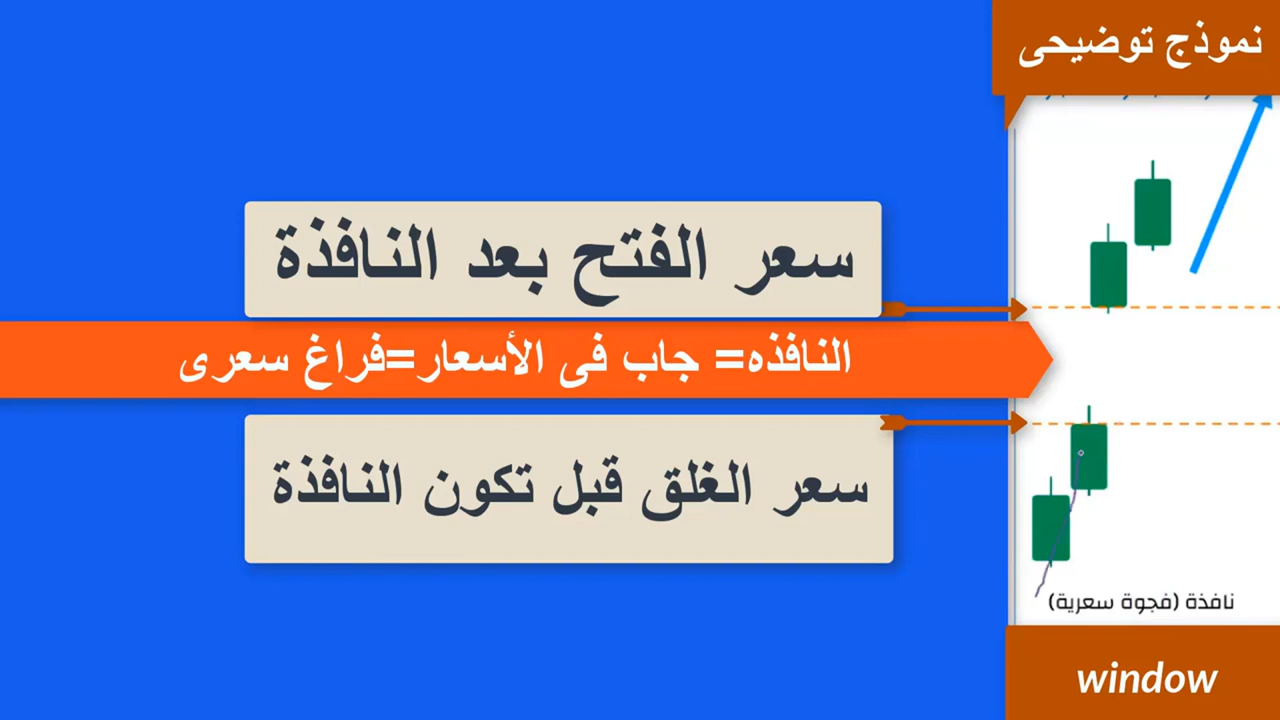 نموذج توضيحى
سعر الفتح بعد النافذة
النافذه= جاب فى الأسعار=فراغ سعرى
سعر الغلق قبل تكون النافذة
نافذة (فجوة سعرية)
window